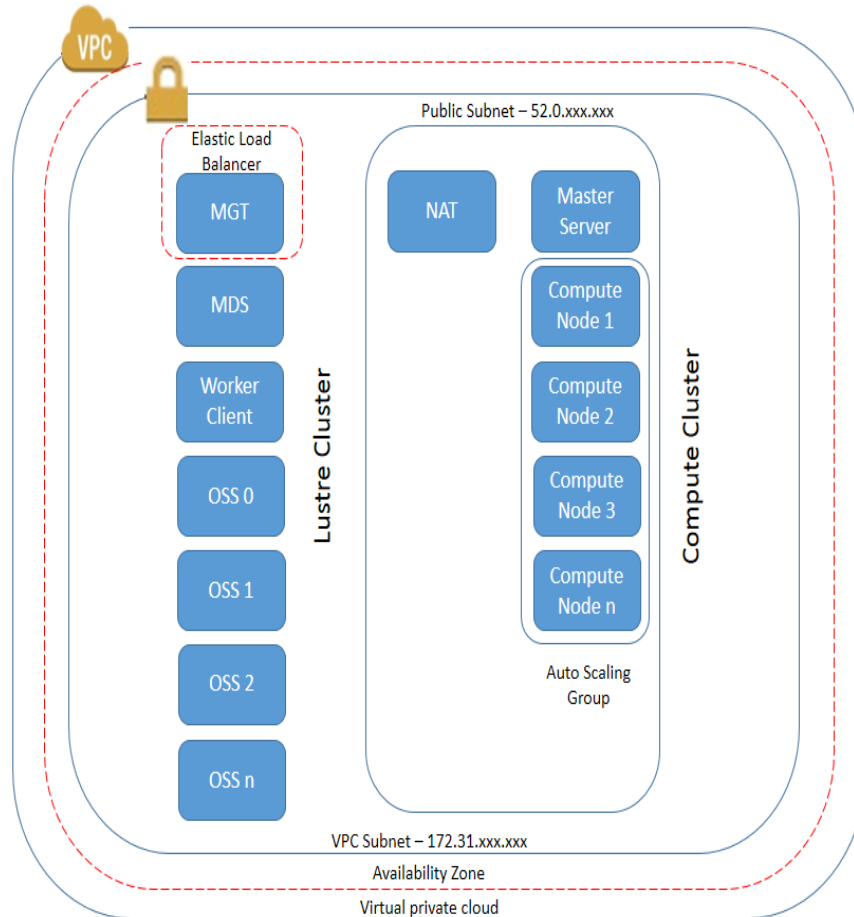 VPC
Public Subnet – 52.0.xxx.xxx
Elastic Load
Balancer
MGT
MDS
Worker
Client
OSS 0
OSS 1
OSS 2
OSS n
Lustre Cluster
NAT
Master
Server
Compute
Node 1
Compute
Node 2
Compute
Node 3
Compute
Node n
Auto Scaling
Group
Compute Cluster
VPC Subnet – 172.31.xxx.xxx
Availability Zone
Virtual private cloud